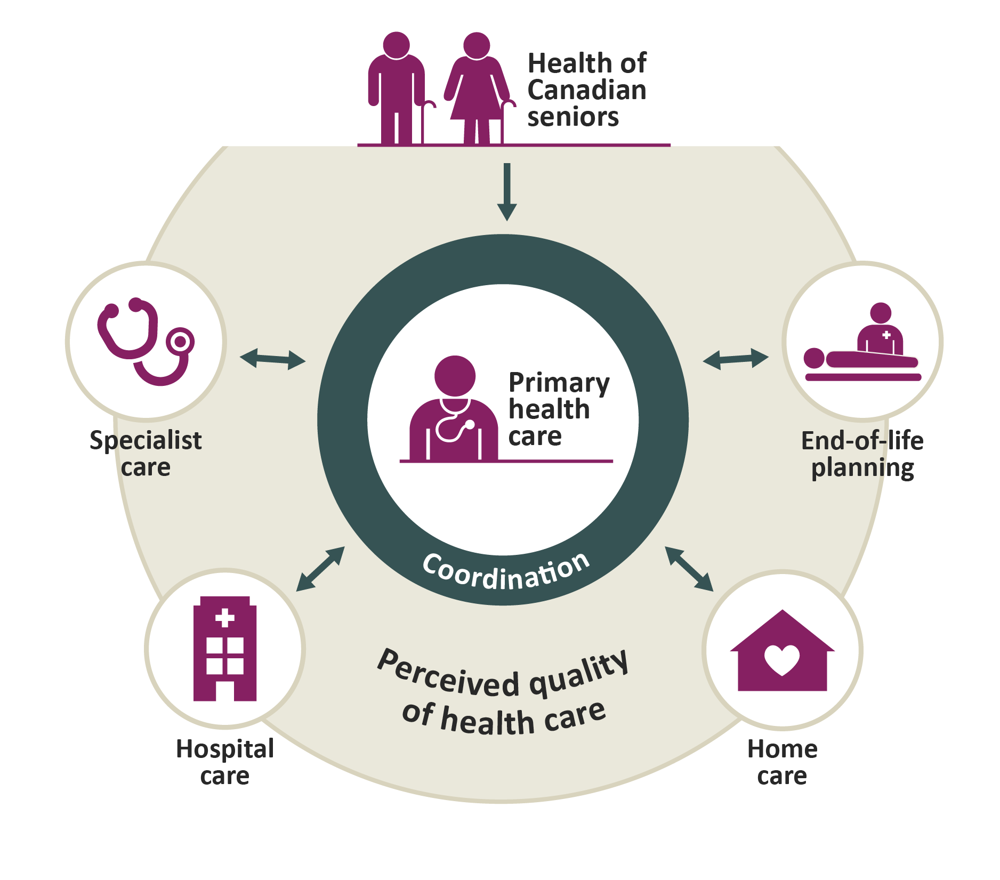 Health of
Canadian
seniors
Primary
health
care
Specialist
care
End-of-life
planning
Coordination
Perceived quality
of health care
Hospital
care
Home
care